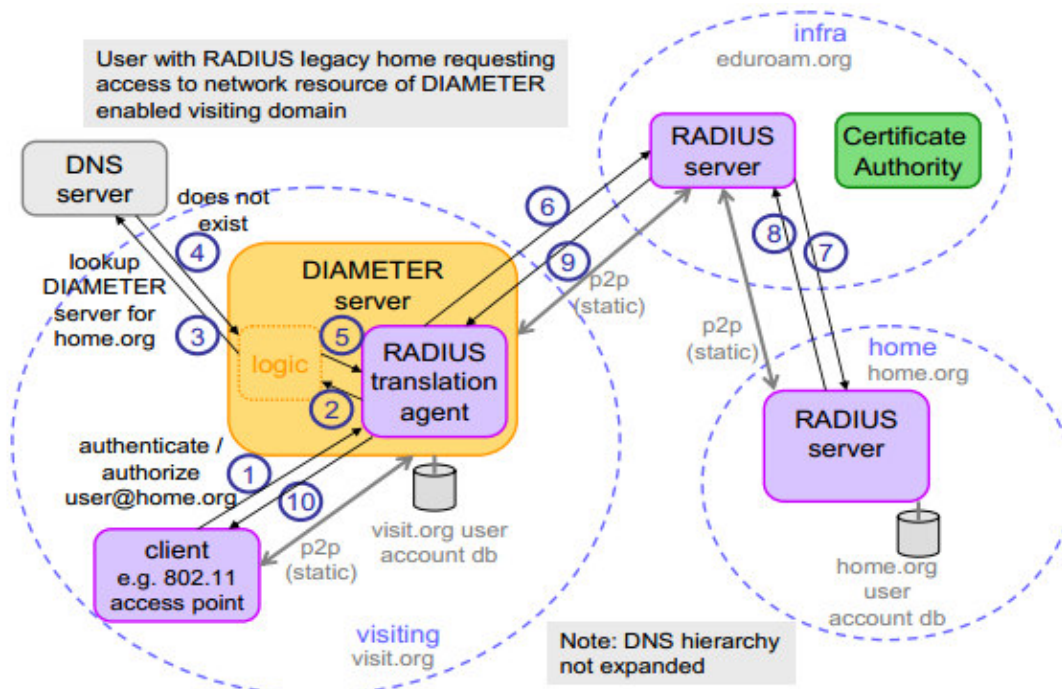 User with RADIUS legacy home requesting
access to network resource of DIAMETER
enabled visiting domain
infra
eduroam.org
RADIUS
server
Certificate
Authority
DNS
server
does not
exist
4
lookup
DIAMETER
server for
home.org
3
DIAMETER
server
logic
5
2
RADIUS
translation
agent
6
9
p2p
(static)
8
7
p2p
(static)
home
home.org
RADIUS
server
home.org
user
account db
authenticate /
authorize
user@home.org
1
10
visit.org user
account db
client
e.g. 802.11
access point
p2p
(static)
visiting
visit.org
Note: DNS hierarchy
not expanded